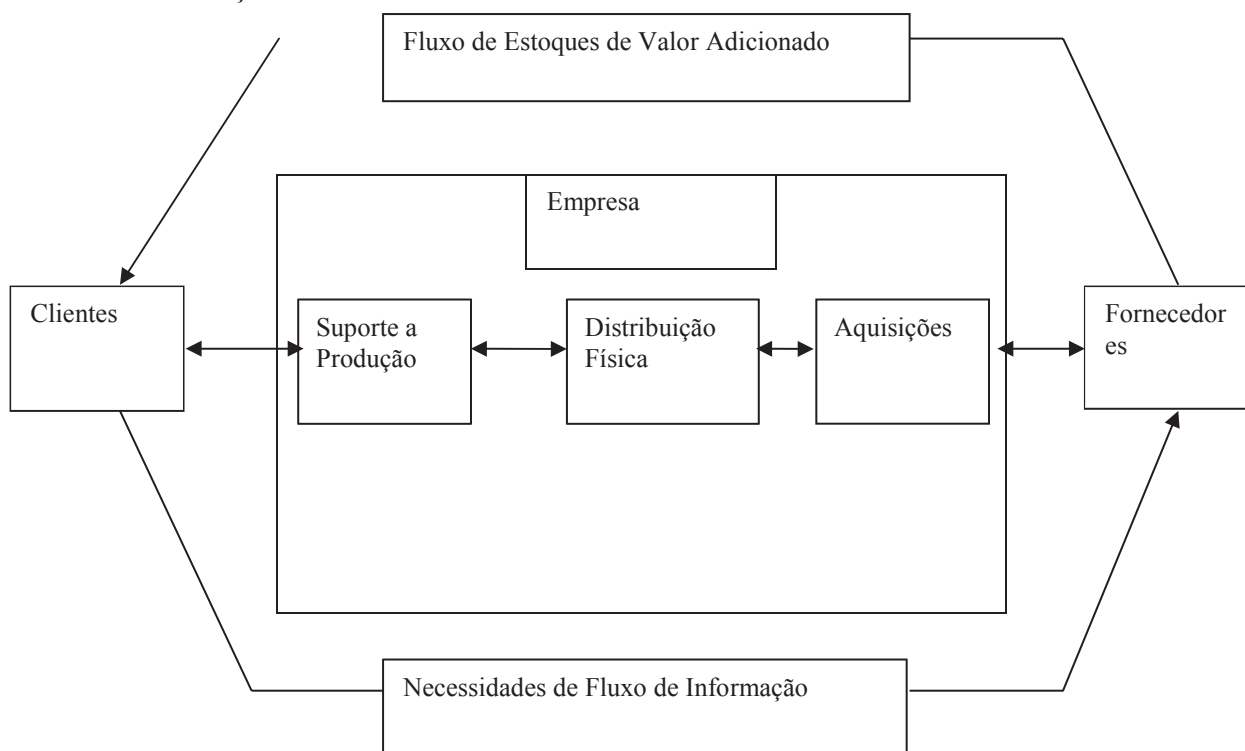 Fluxo de Estoques de Valor Adicionado
Empresa
Clientes
Suporte a
Produção
Distribuição
Física
Aquisições
Fornecedor
es
Necessidades de Fluxo de Informação